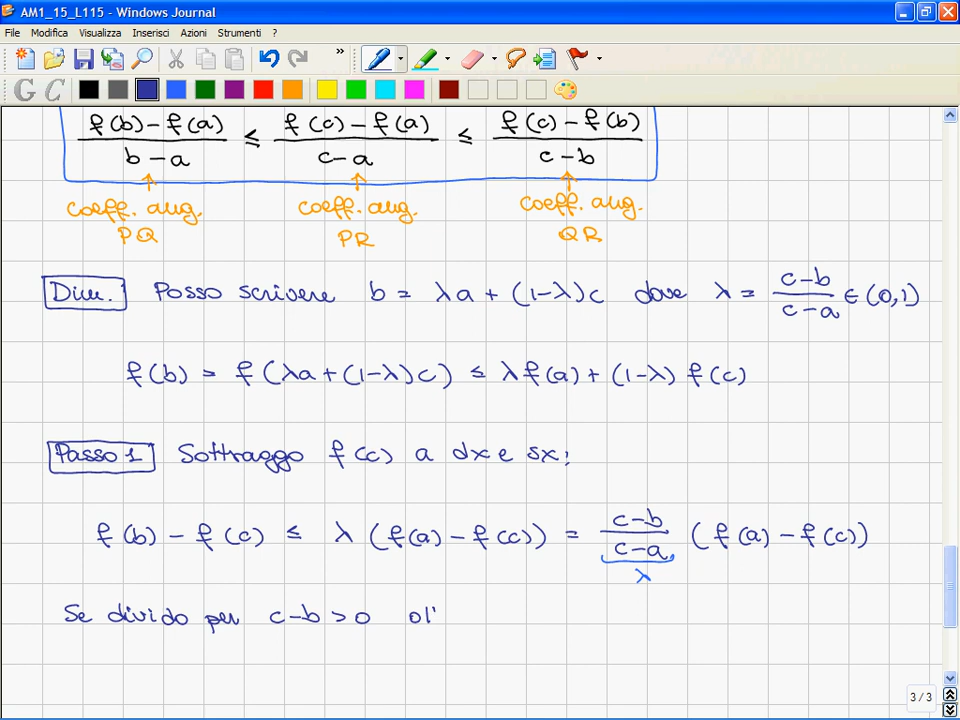 AM1_15_L115 - Windows Journal
File Modifica Visualizza Inserisci Azioni Strumenti ?
G C
(f(b) - f(a))/(b - a) ≤ (f(c) - f(a))/(c - a) ≤ (f(c) - f(b))/(c - b)
↑ ↑ ↑
coeff. ang. coeff. ang. coeff. ang.
PQ PR QR
Dim. Posso scrivere b = λa + (1-λ)c dove λ = (c-b)/(c-a) ∈ (0,1)
f(b) = f(λa + (1-λ)c) ≤ λf(a) + (1-λ) f(c)
Passo 1 Sottraggo f(c) a dx e sx:
f(b) - f(c) ≤ λ (f(a) - f(c)) = (c-b)/(c-a) (f(a) - f(c))
λ
Se divido per c-b > 0
3 / 3